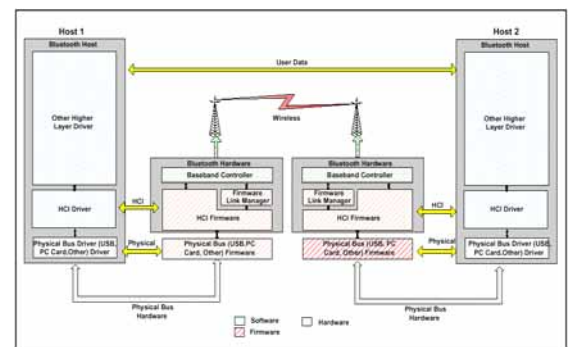 Host 1
Host 2
Bluetooth Host
Bluetooth Host
User Data
Other Higher
Layer Driver
Other Higher
Layer Driver
Wireless
Bluetooth Hardware
Bluetooth Hardware
Baseband Controller
Baseband Controller
Firmware
Link Manager
Firmware
Link Manager
HCI Driver
HCI
HCI Firmware
HCI Firmware
HCI
HCI Driver
Physical Bus Driver (USB,
PC Card,Other) Driver
Physical
Physical Bus (USB,PC
Card, Other) Firmware
Physical Bus (USB, PC
Card, Other) Firmware
Physical
Physical Bus Driver (USB,
PC Card,Other) Driver
Physical Bus
Hardware
Physical Bus
Hardware
Software
Hardware
Firmware